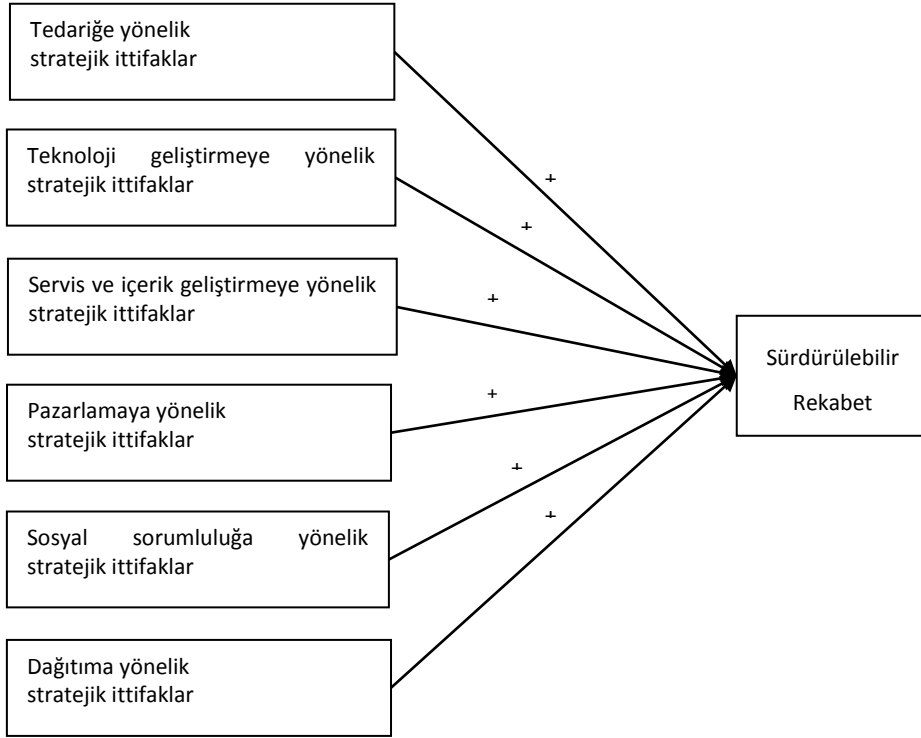 Tedariğe yönelik
stratejik ittifaklar
Teknoloji geliştirmeye yönelik
stratejik ittifaklar
+
+
Servis ve içerik geliştirmeye yönelik
stratejik ittifaklar
+
Sürdürülebilir
Rekabet
Pazarlamaya yönelik
stratejik ittifaklar
+
+
Sosyal sorumluluğa yönelik
stratejik ittifaklar
+
Dağıtıma yönelik
stratejik ittifaklar